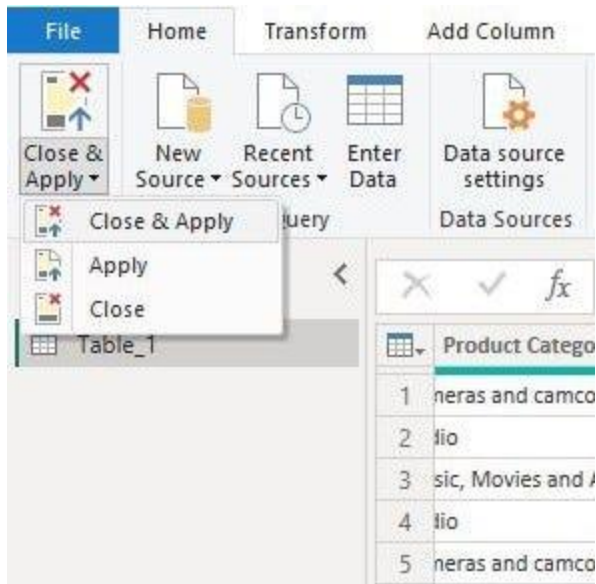 File Home Transform Add Column
Close & Apply
New Source
Recent Sources
Enter Data
Data source settings
Close & Apply
uery
Data Sources
Apply
Close
Table_1
fx
Product Catego
1 neras and camco
2 dio
3 sic, Movies and A
4 dio
5 neras and camco